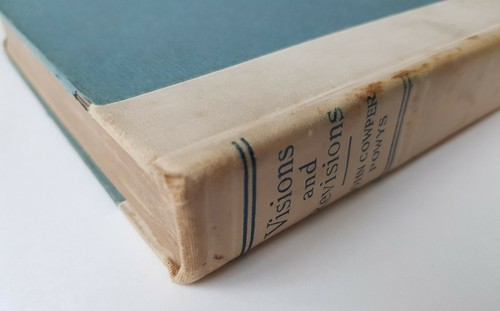 Visions
and
Revisions
JOHN COWPER
POWYS